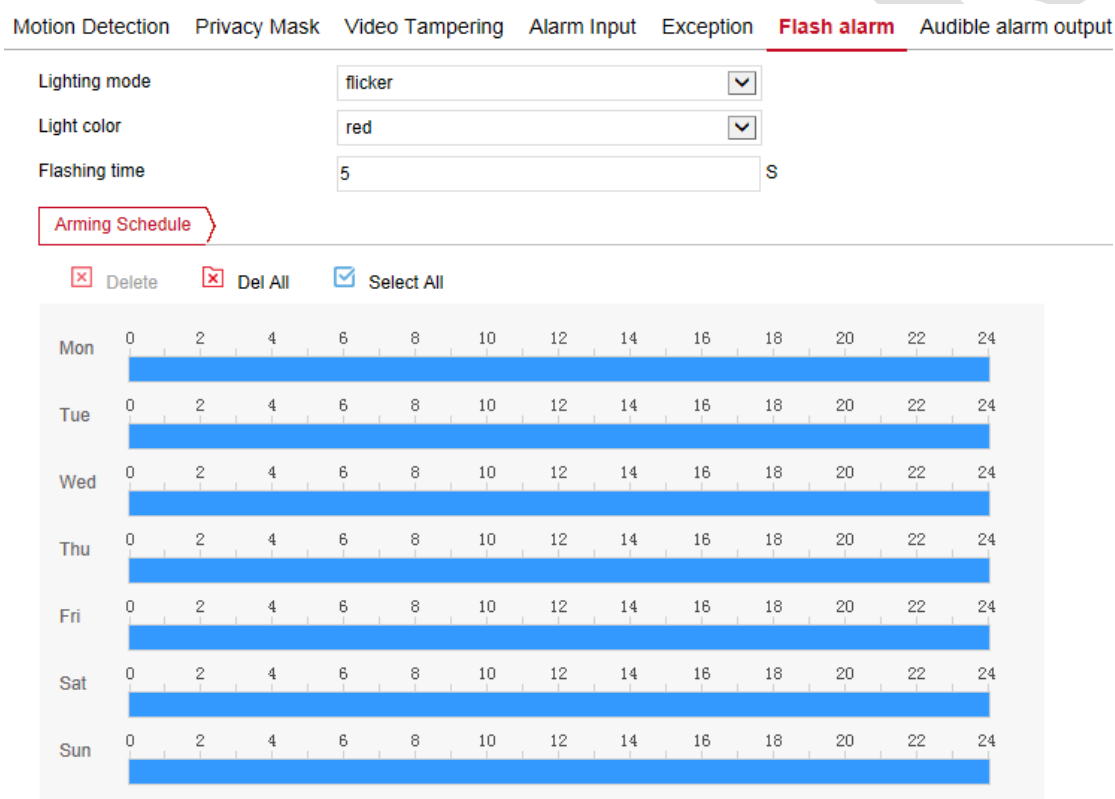 Motion Detection Privacy Mask Video Tampering Alarm Input Exception Flash alarm Audible alarm output
Lighting mode flicker
Light color red
Flashing time 5 S
Arming Schedule
Delete Del All Select All
0 2 4 6 8 10 12 14 16 18 20 22 24
Mon
0 2 4 6 8 10 12 14 16 18 20 22 24
Tue
0 2 4 6 8 10 12 14 16 18 20 22 24
Wed
0 2 4 6 8 10 12 14 16 18 20 22 24
Thu
0 2 4 6 8 10 12 14 16 18 20 22 24
Fri
0 2 4 6 8 10 12 14 16 18 20 22 24
Sat
0 2 4 6 8 10 12 14 16 18 20 22 24
Sun